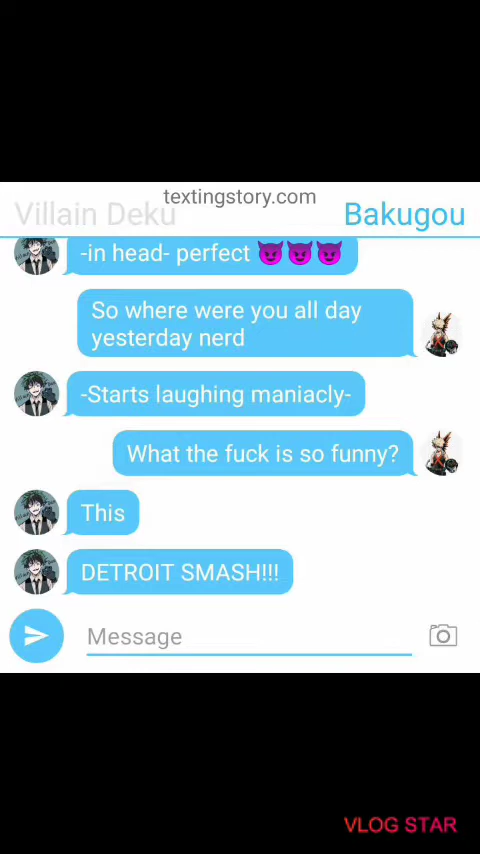 textingstory.com
Villain Deku
Bakugou
-in head- perfect 😈😈😈
So where were you all day
yesterday nerd
-Starts laughing maniacly-
What the fuck is so funny?
This
DETROIT SMASH!!!
Message
VLOG STAR